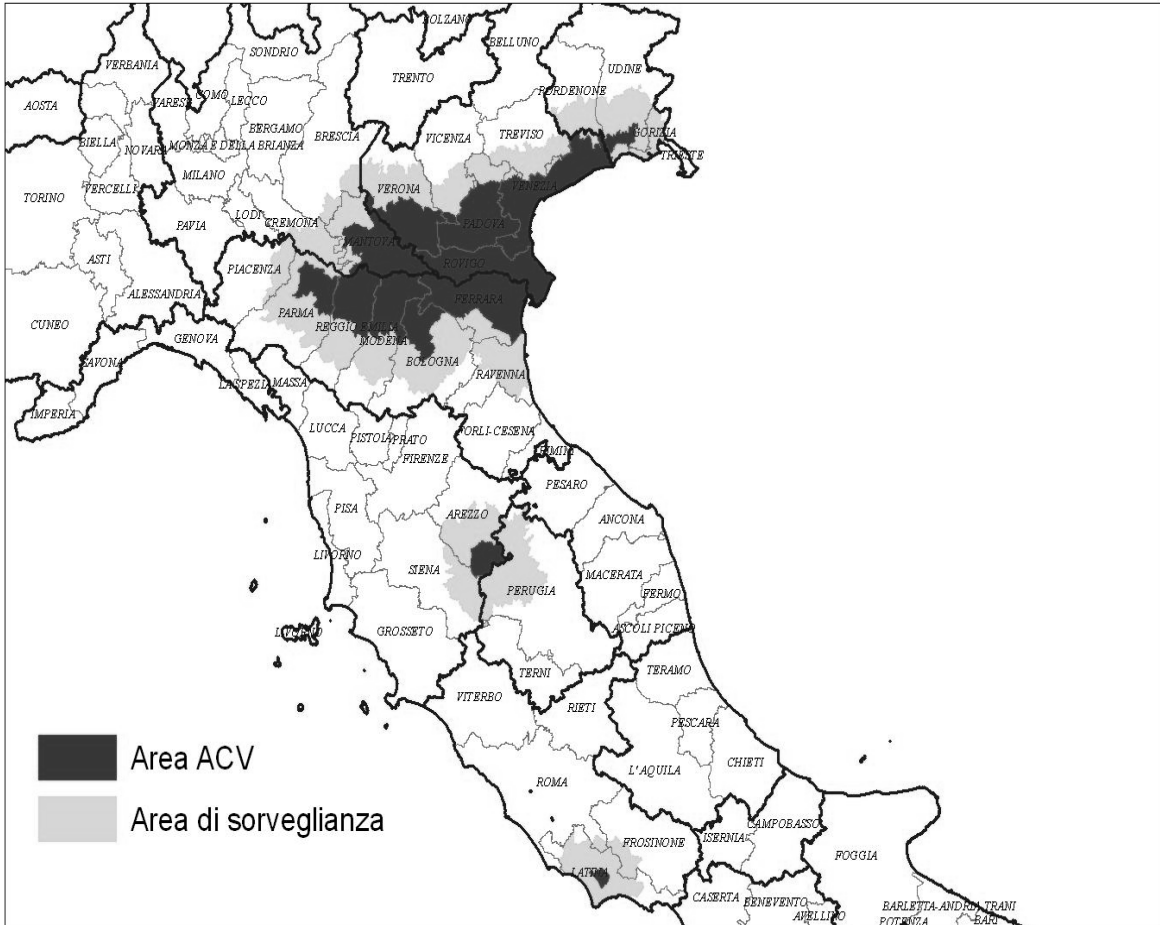 BOLZANO
BELLUNO
SONDRIO
UDINE
VERBANIA
TRENTO
PORDENONE
AOSTA
VARESE
COMO
LECCO
BERGAMO
BRESCIA
VICENZA
TREVISO
GORIZIA
BIELLA
NOVARA
MONZA E DELLA BRIANZA
TRIESTE
MILANO
VERCELLI
VERONA
VENEZIA
TORINO
PAVIA
LODI
CREMONA
PADOVA
MANTOVA
ASTI
PIACENZA
ROVIGO
ALESSANDRIA
FERRARA
PARMA
CUNEO
GENOVA
REGGIO EMILIA
MODENA
SAVONA
BOLOGNA
RAVENNA
LA SPEZIA
MASSA
IMPERIA
LUCCA
PISTOIA
PRATO
FORLI-CESENA
FIRENZE
RIMINI
PESARO
PISA
AREZZO
ANCONA
LIVORNO
SIENA
PERUGIA
MACERATA
FERMO
LIVORNO
GROSSETO
ASCOLI PICENO
TERNI
TERAMO
VITERBO
RIETI
PESCARA
Area ACV
CHIETI
L'AQUILA
ROMA
Area di sorveglianza
CAMPOBASSO
ISERNIA
FROSINONE
FOGGIA
LATINA
CASERTA
BENEVENTO
AVELLINO
BARLETTA-ANDRIA-TRANI
POTENZA
BARI